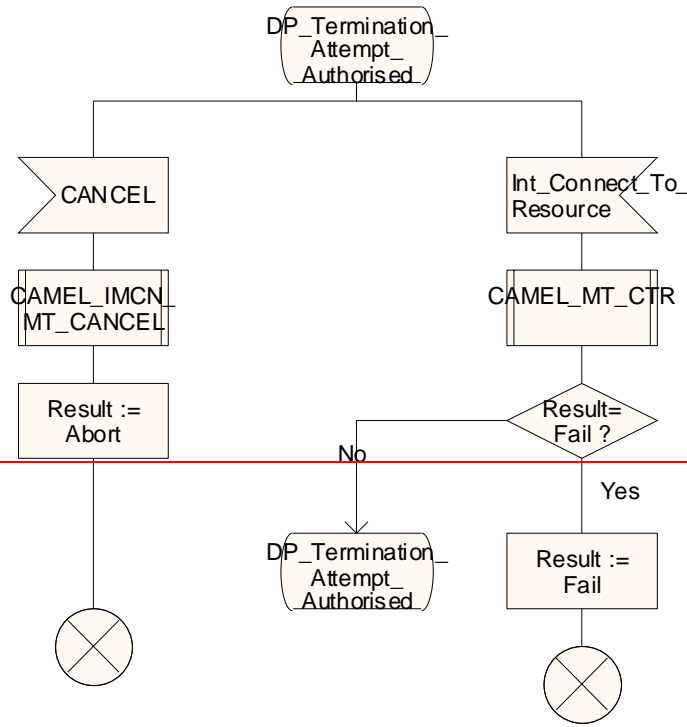 DP_Termination_
Attempt_
Authorised
CANCEL
Int_Connect_To_
Resource
CAMEL_IMCN_
MT_CANCEL
CAMEL_MT_CTR
Result :=
Abort
Result=
Fail ?
No
Yes
DP_Termination_
Attempt_
Authorised
Result :=
Fail